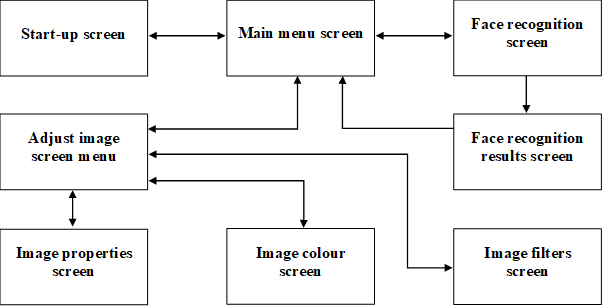 Start-up screen
Main menu screen
Face recognition
screen
Adjust image
screen menu
Face recognition
results screen
Image properties
screen
Image colour
screen
Image filters
screen